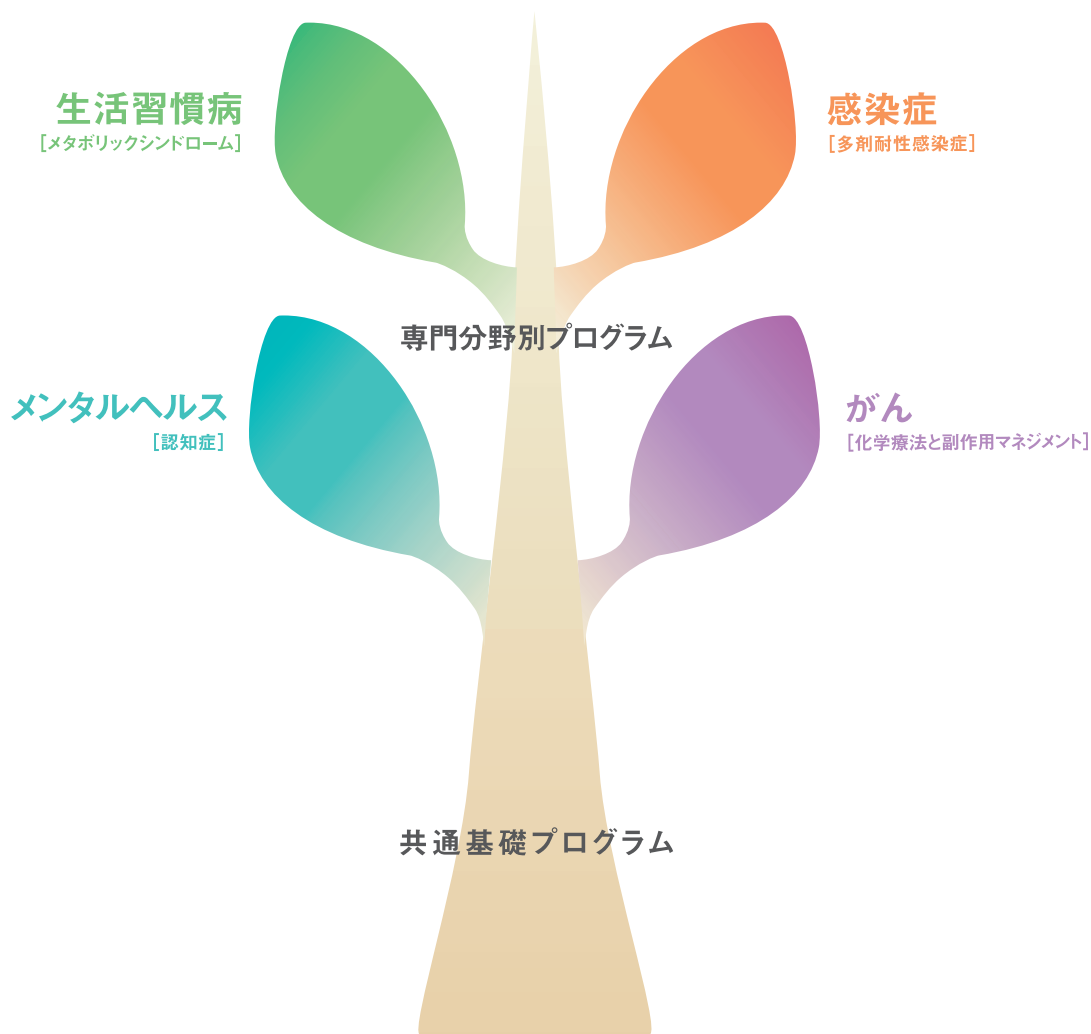 生活習慣病
[メタボリックシンドローム]
感染症
[多剤耐性感染症]
専門分野別プログラム
メンタルヘルス
[認知症]
がん
[化学療法と副作用マネジメント]
共通基礎プログラム